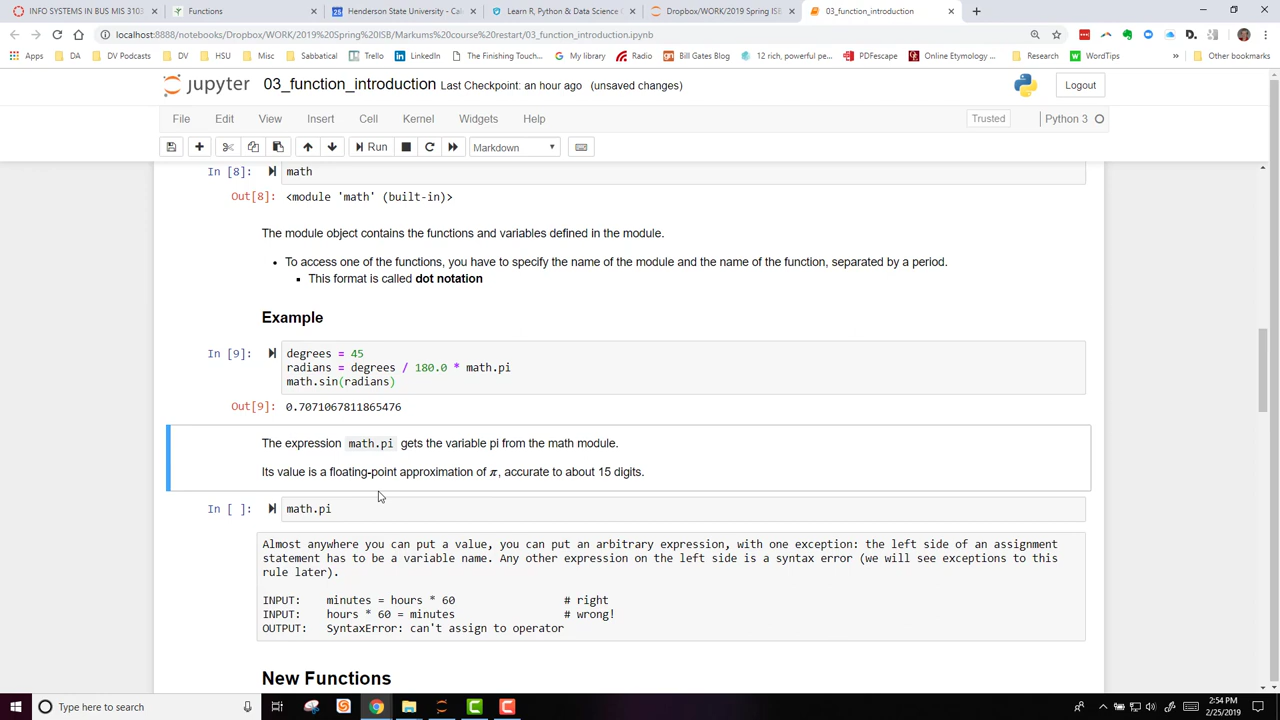 INFO SYSTEMS IN BUS MIS 3103
Functions
Henderson State University - Cal
Learn R, Python & Data Science
Dropbox/WORK/2019 Spring ISB/
03_function_introduction
localhost:8888/notebooks/Dropbox/WORK/2019%20Spring%20ISB/Markus%20course%20restart/03_function_introduction.ipynb
Apps DA DV Podcasts DV HSU Misc Sabbatical Trello LinkedIn The Finishing Touch... My library Radio Bill Gates Blog 12 rich, powerful pe... PDFescape Online Etymology ... Research WordTips » Other bookmarks
jupyter 03_function_introduction Last Checkpoint: an hour ago (unsaved changes) Logout
File Edit View Insert Cell Kernel Widgets Help Trusted Python 3
Run Markdown
In [8]: math
Out[8]: <module 'math' (built-in)>
The module object contains the functions and variables defined in the module.
To access one of the functions, you have to specify the name of the module and the name of the function, separated by a period.
This format is called dot notation
Example
In [9]: degrees = 45
radians = degrees / 180.0 * math.pi
math.sin(radians)
Out[9]: 0.7071067811865476
The expression math.pi gets the variable pi from the math module.
Its value is a floating-point approximation of π, accurate to about 15 digits.
In [ ]: math.pi
Almost anywhere you can put a value, you can put an arbitrary expression, with one exception: the left side of an assignment
statement has to be a variable name. Any other expression on the left side is a syntax error (we will see exceptions to this
rule later).
INPUT: minutes = hours * 60 # right
INPUT: hours * 60 = minutes # wrong!
OUTPUT: SyntaxError: can't assign to operator
New Functions
Type here to search
2:54 PM
2/25/2019